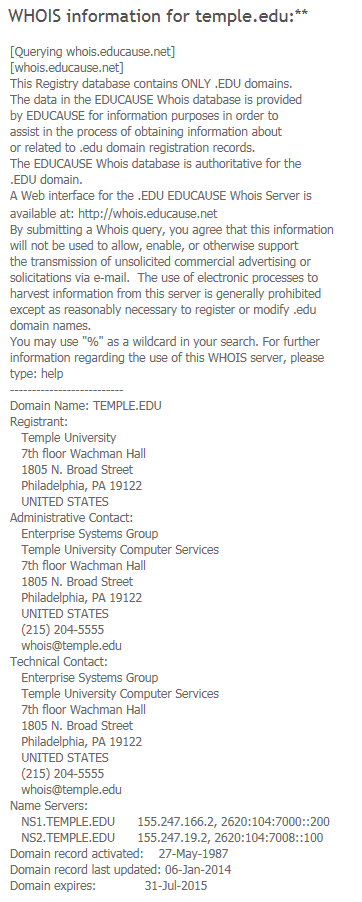 WHOIS information for temple.edu:**
[Querying whois.educause.net]
[whois.educause.net]
This Registry database contains ONLY .EDU domains.
The data in the EDUCAUSE Whois database is provided
by EDUCAUSE for information purposes in order to
assist in the process of obtaining information about
or related to .edu domain registration records.
The EDUCAUSE Whois database is authoritative for the
.EDU domain.
A Web interface for the .EDU EDUCAUSE Whois Server is
available at: http://whois.educause.net
By submitting a Whois query, you agree that this information
will not be used to allow, enable, or otherwise support
the transmission of unsolicited commercial advertising or
solicitations via e-mail.  The use of electronic processes to
harvest information from this server is generally prohibited
except as reasonably necessary to register or modify .edu
domain names.
You may use "%" as a wildcard in your search. For further
information regarding the use of this WHOIS server, please
type: help
--------------------------
Domain Name: TEMPLE.EDU
Registrant:
Temple University
7th floor Wachman Hall
1805 N. Broad Street
Philadelphia, PA 19122
UNITED STATES
Administrative Contact:
Enterprise Systems Group
Temple University Computer Services
7th floor Wachman Hall
1805 N. Broad Street
Philadelphia, PA 19122
UNITED STATES
(215) 204-5555
whois@temple.edu
Technical Contact:
Enterprise Systems Group
Temple University Computer Services
7th floor Wachman Hall
1805 N. Broad Street
Philadelphia, PA 19122
UNITED STATES
(215) 204-5555
whois@temple.edu
Name Servers:
NS1.TEMPLE.EDU 155.247.166.2, 2620:104:7000::200
NS2.TEMPLE.EDU 155.247.19.2, 2620:104:7008::100
Domain record activated: 27-May-1987
Domain record last updated: 06-Jan-2014
Domain expires: 31-Jul-2015